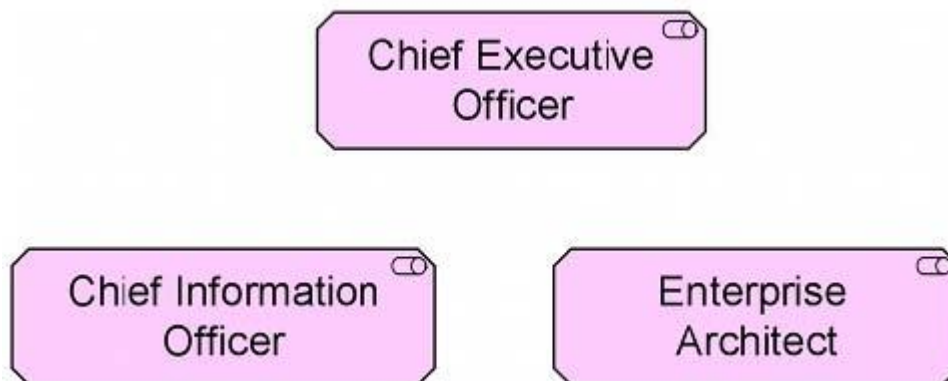 Chief Executive
Officer
Chief Information
Officer
Enterprise
Architect